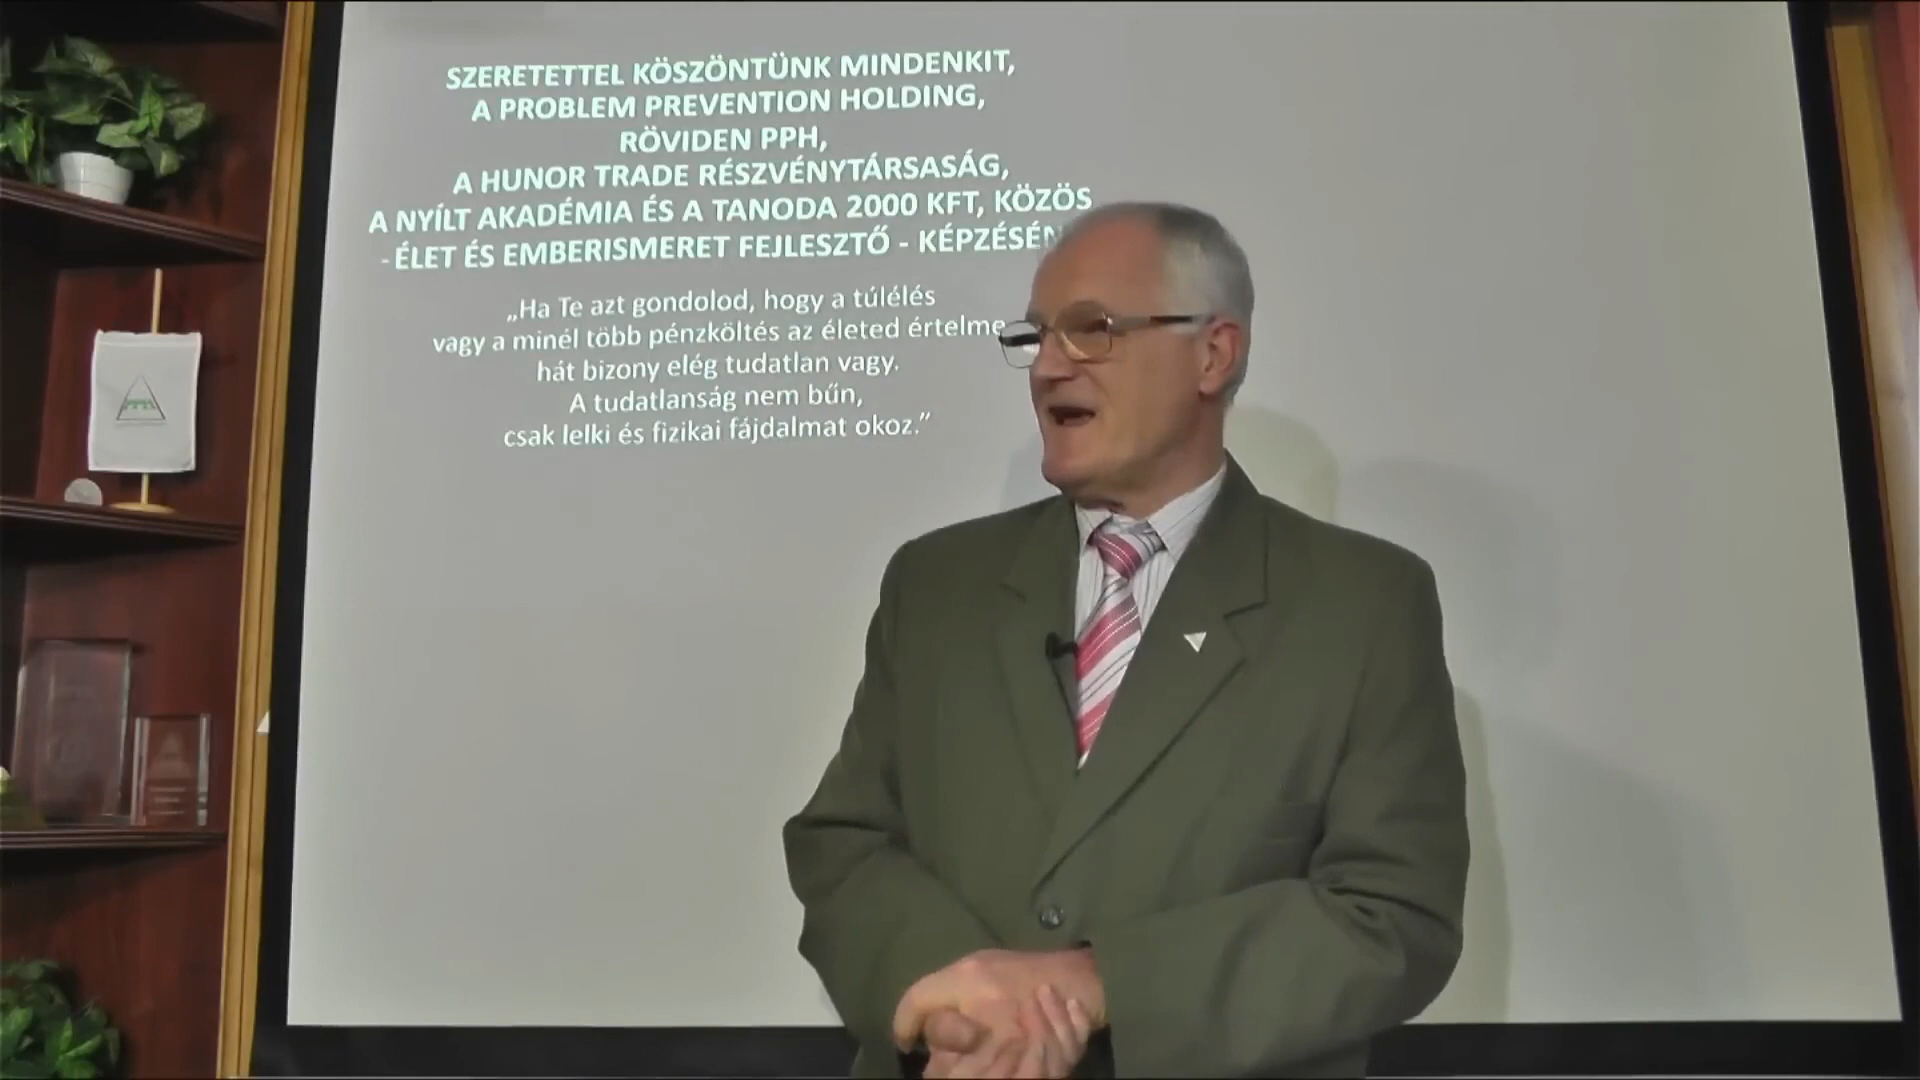 SZERETETTEL KÖSZÖNTÜNK MINDENKIT,
A PROBLEM PREVENTION HOLDING,
RÖVIDEN PPH,
A HUNOR TRADE RÉSZVÉNYTÁRSASÁG,
A NYÍLT AKADÉMIA ÉS A TANODA 2000 KFT, KÖZÖS
- ÉLET ÉS EMBERISMERET FEJLESZTŐ - KÉPZÉSÉN
„Ha Te azt gondolod, hogy a túlélés
vagy a minél több pénzköltés az életed értelme
hát bizony elég tudatlan vagy.
A tudatlanság nem bűn,
csak lelki és fizikai fájdalmat okoz.”